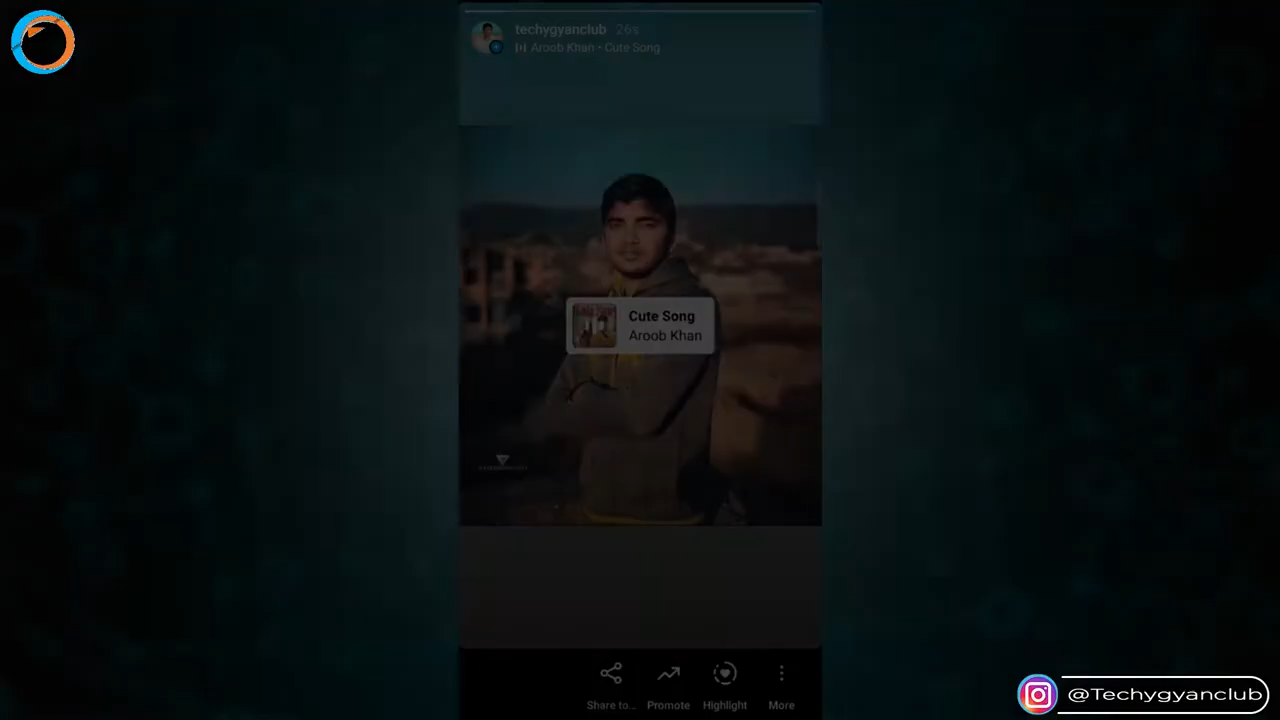 techygyanclub 26s
Aroob Khan • Cute Song
Cute Song
Aroob Khan
Share to... Promote Highlight More
@Techygyanclub